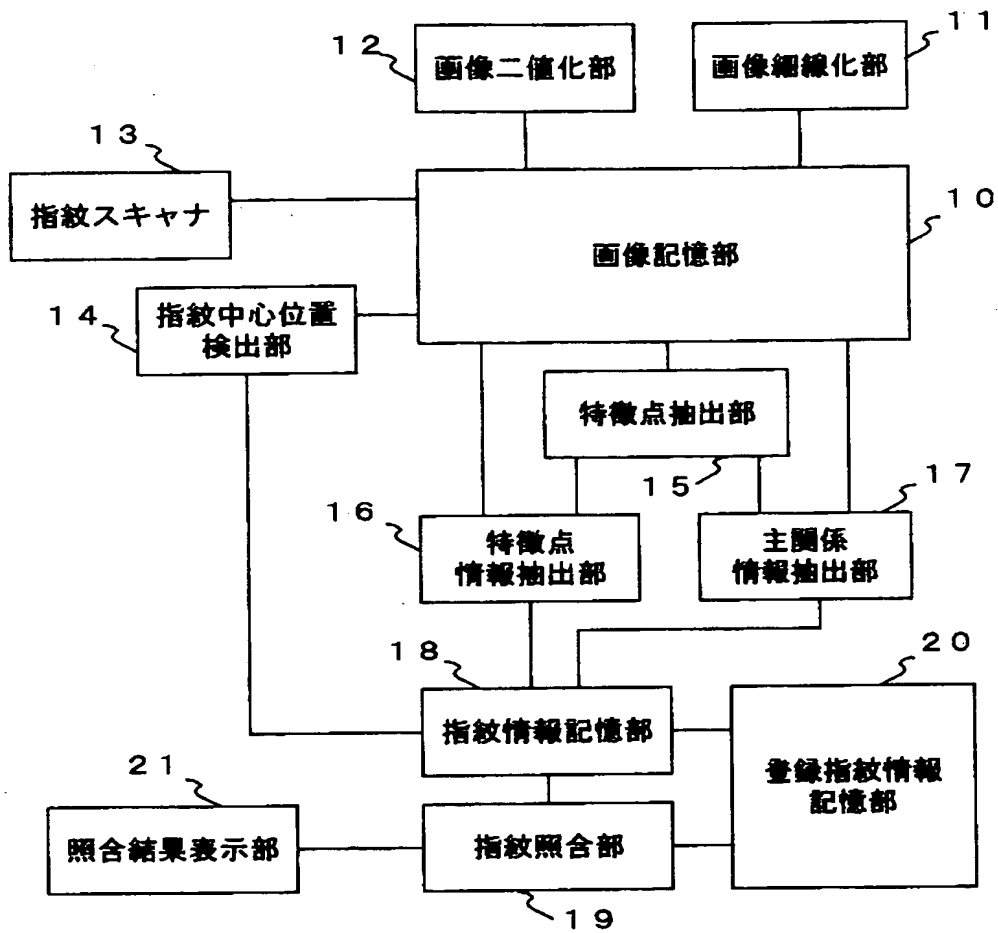 12
画像二値化部
11
画像細線化部
13
指紋スキャナ
10
画像記憶部
14
指紋中心位置
検出部
特徴点抽出部
15
16
特徴点
情報抽出部
17
主関係
情報抽出部
18
指紋情報記憶部
20
登録指紋情報
記憶部
21
照合結果表示部
指紋照合部
19